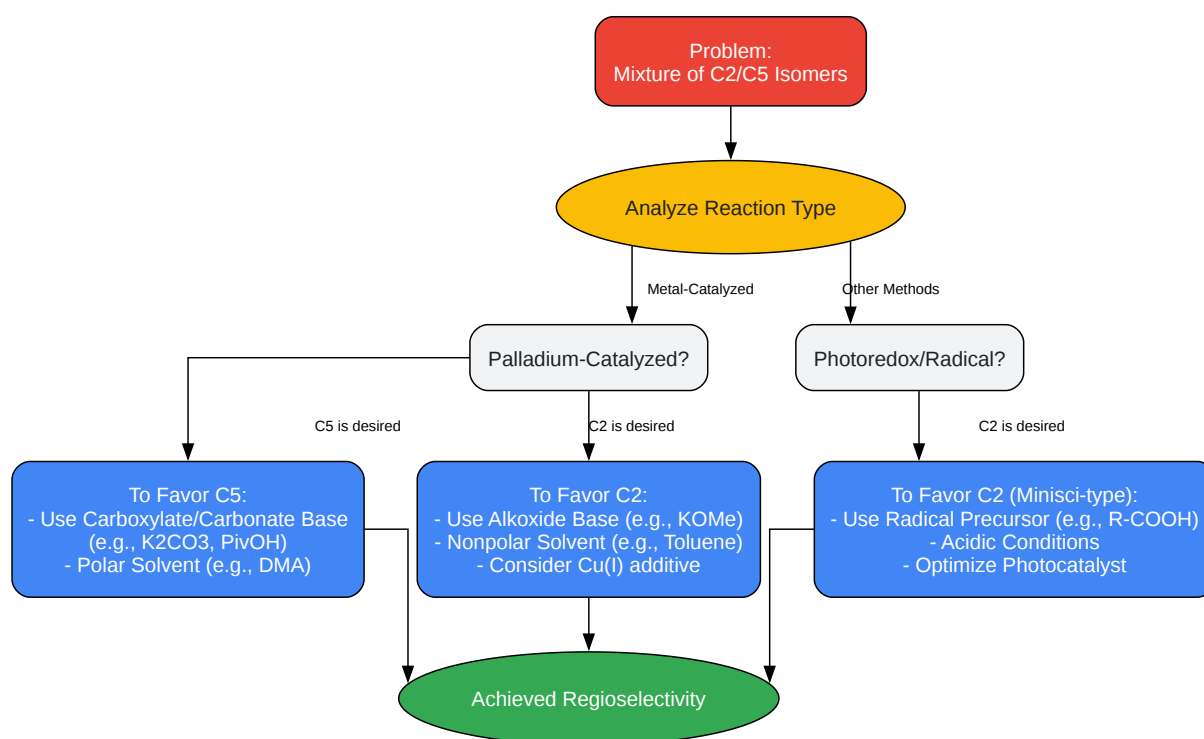 Problem:
Mixture of C2/C5 Isomers
Analyze Reaction Type
Metal-Catalyzed
Other Methods
Palladium-Catalyzed?
Photoredox/Radical?
C5 is desired
C2 is desired
C2 is desired
To Favor C5:
- Use Carboxylate/Carbonate Base
(e.g., K2CO3, PivOH)
- Polar Solvent (e.g., DMA)
To Favor C2:
- Use Alkoxide Base (e.g., KOMe)
- Nonpolar Solvent (e.g., Toluene)
- Consider Cu(I) additive
To Favor C2 (Minisci-type):
- Use Radical Precursor (e.g., R-COOH)
- Acidic Conditions
- Optimize Photocatalyst
Achieved Regioselectivity